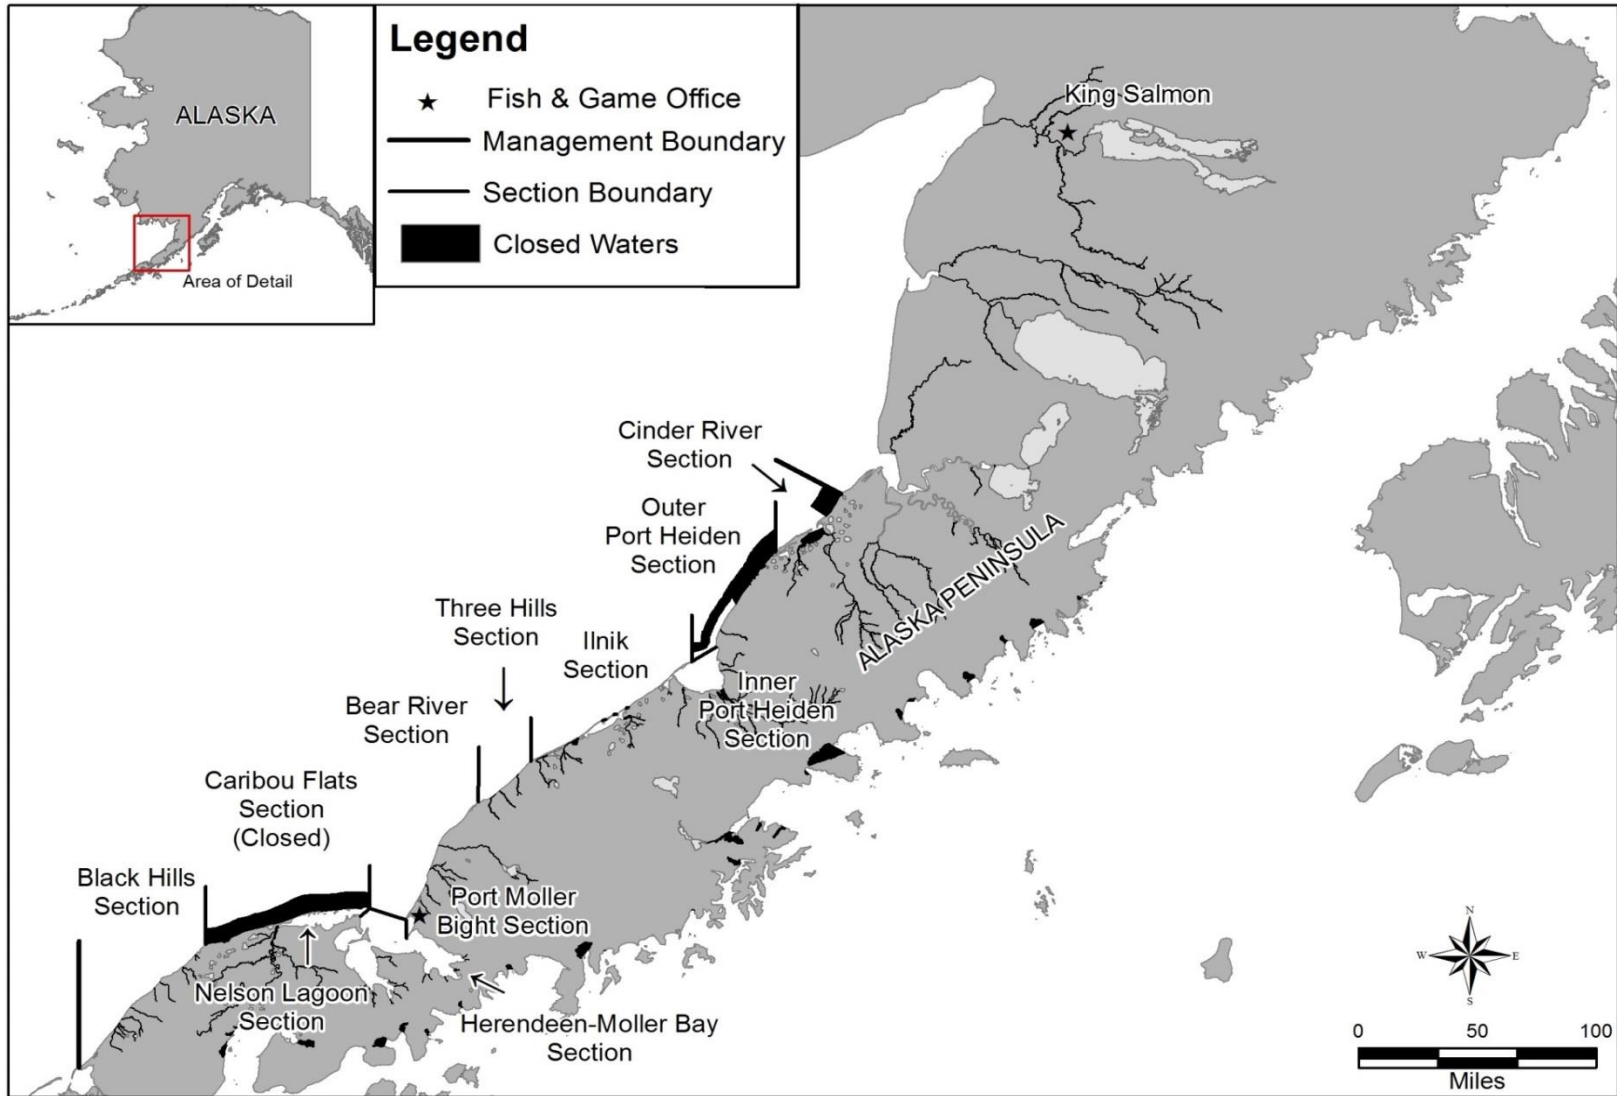 ALASKA
Area of Detail
Legend
Fish & Game Office
Management Boundary
Section Boundary
Closed Waters
King Salmon
Cinder River
Section
Outer
Port Heiden
Section
Three Hills
Section
Ilnik
Section
ALASKA PENINSULA
Inner
Port Heiden
Section
Bear River
Section
Caribou Flats
Section
(Closed)
Black Hills
Section
Port Moller
Bight Section
Nelson Lagoon
Section
Herendeen-Moller Bay
Section
N
W
E
S
0 50 100
Miles